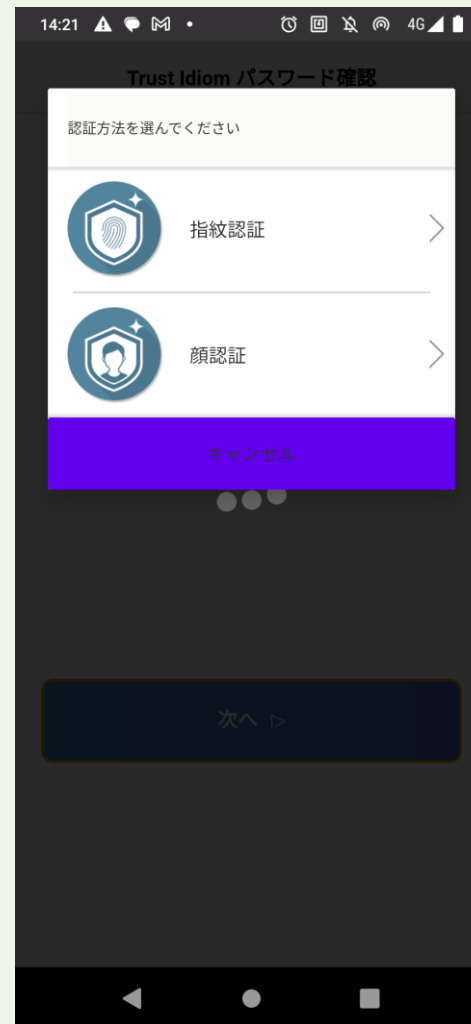 14:21
4G
Trust Idiom パスワード確認
認証方法を選んでください
指紋認証
顔認証
キャンセル
次へ ▷